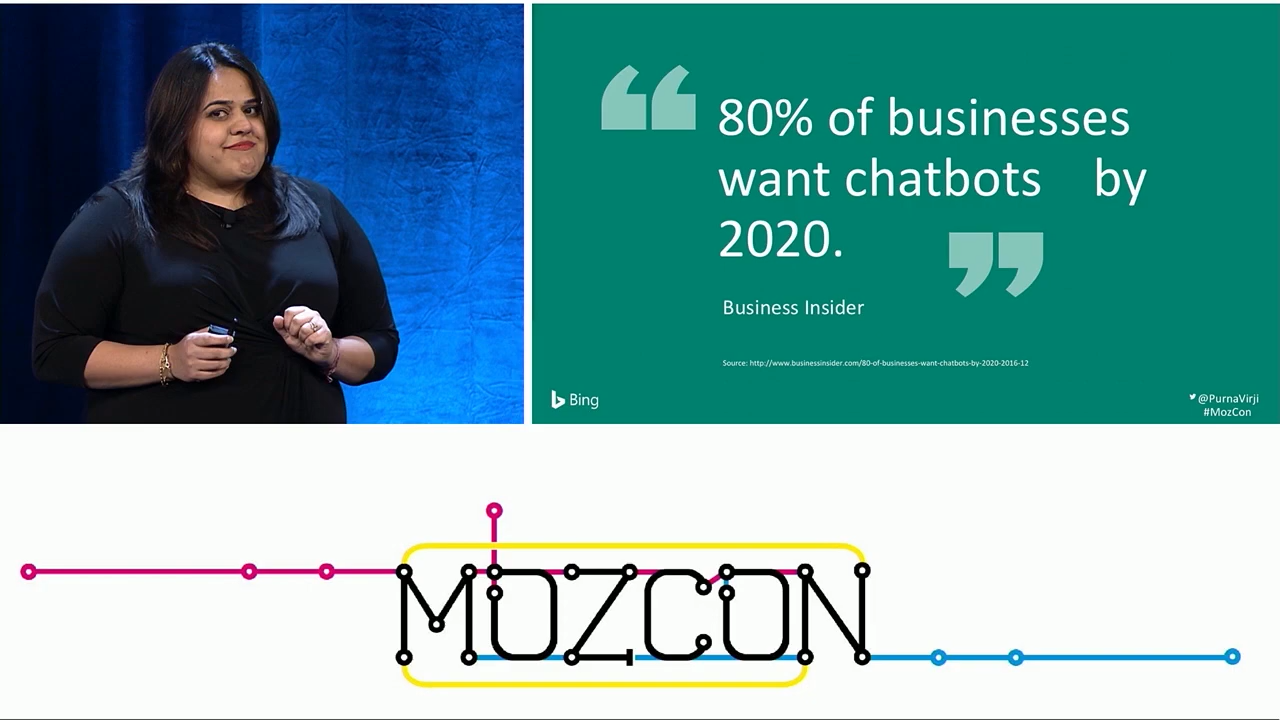 “
80% of businesses
want chatbots by
2020.
”
Business Insider
Source: http://www.businessinsider.com/80-of-businesses-want-chatbots-by-2020-2016-12
Bing
@PurnaVirji
#MozCon
MOZCON